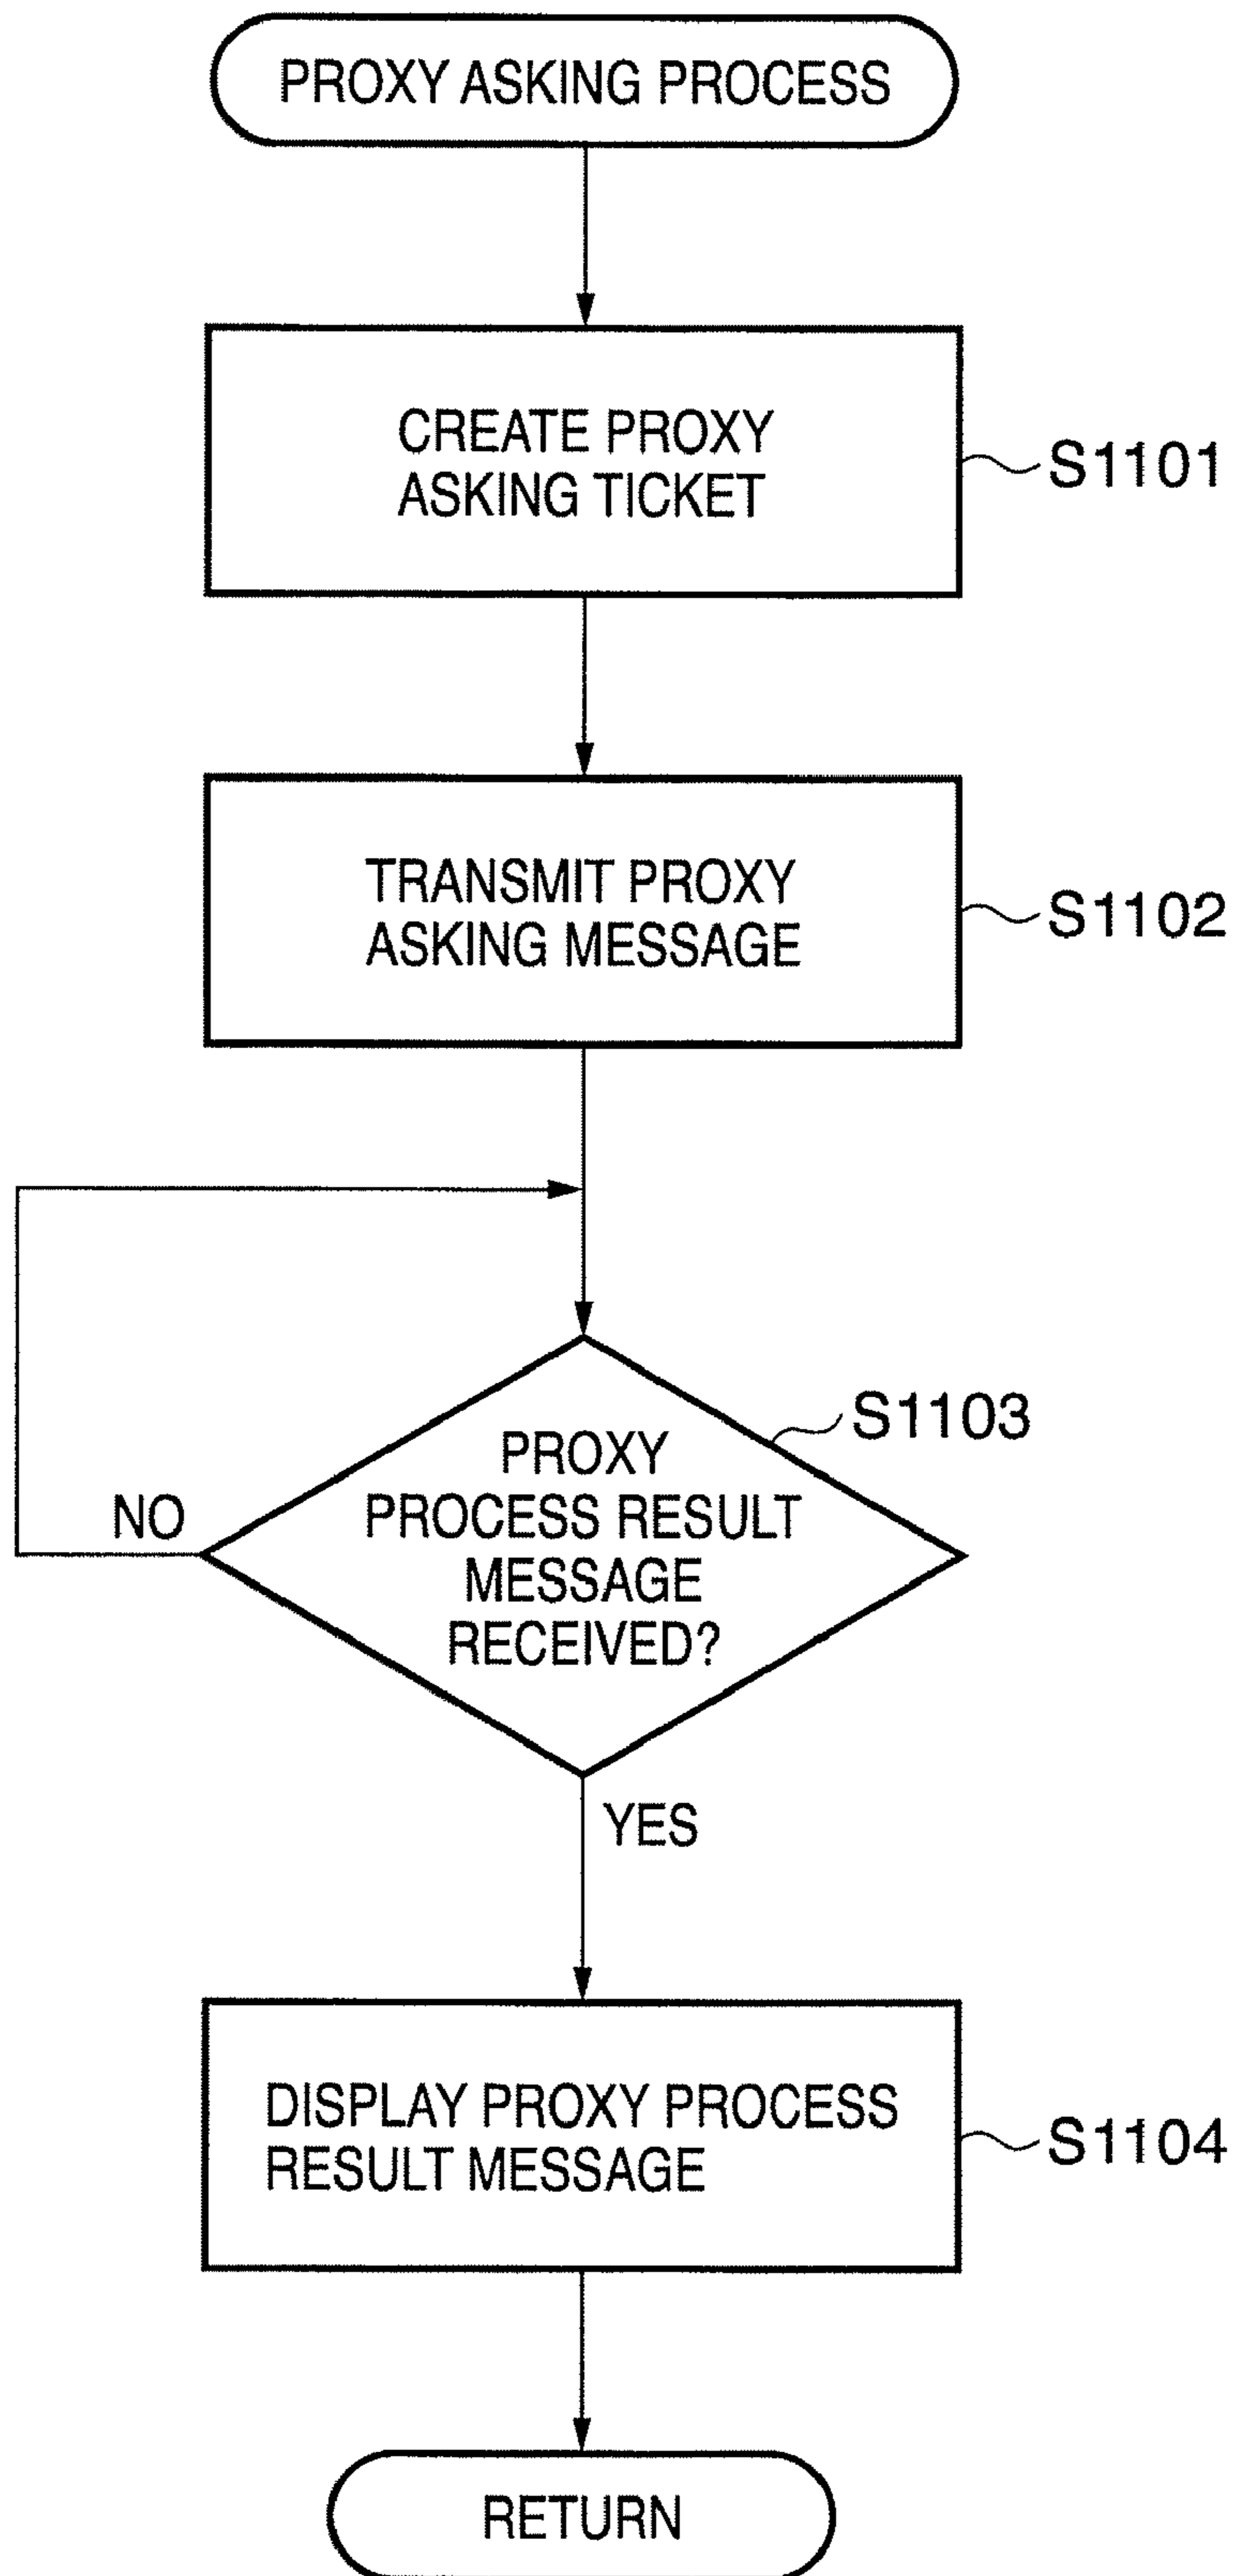 PROXY ASKING PROCESS
CREATE PROXY
ASKING TICKET
S1101
TRANSMIT PROXY
ASKING MESSAGE
S1102
S1103
PROXY
PROCESS RESULT
MESSAGE
RECEIVED?
NO
YES
DISPLAY PROXY PROCESS
RESULT MESSAGE
S1104
RETURN